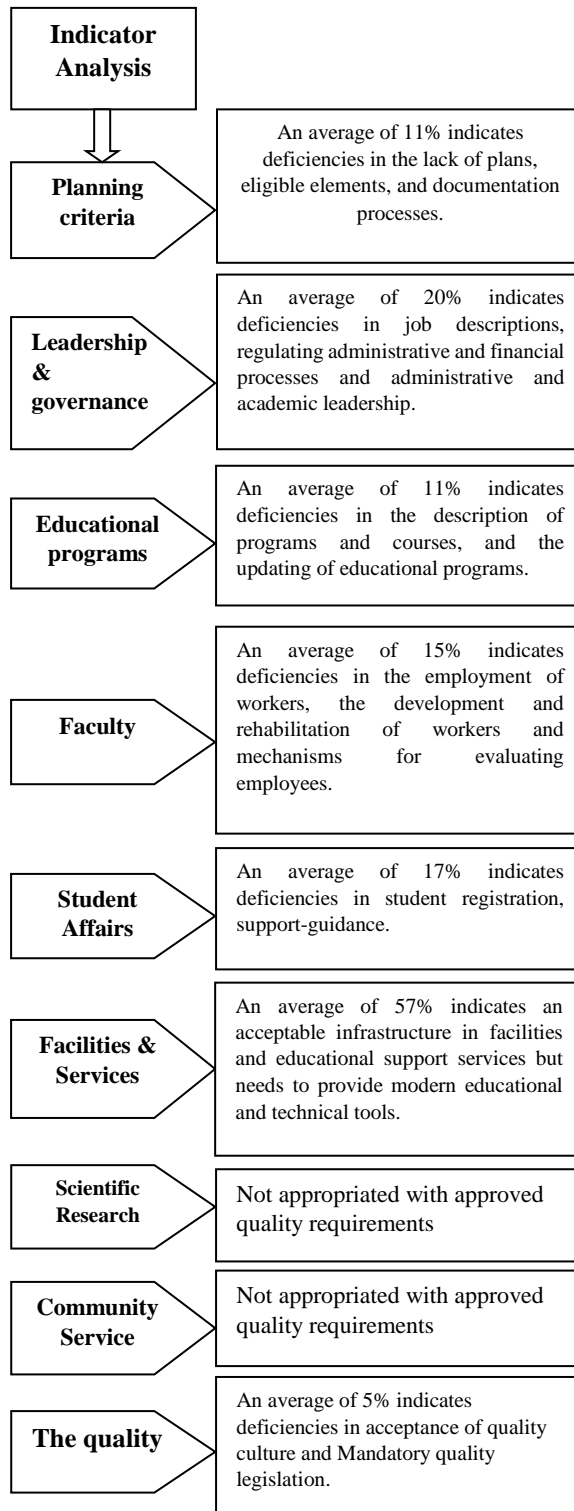 Indicator
Analysis
Planning
criteria
An average of 11% indicates
deficiencies in the lack of plans,
eligible elements, and documentation
processes.
Leadership
&
governance
An average of 20% indicates
deficiencies in job descriptions,
regulating administrative and financial
processes and administrative and
academic leadership.
Educational
programs
An average of 11% indicates
deficiencies in the description of
programs and courses, and the
updating of educational programs.
Faculty
An average of 15% indicates
deficiencies in the employment of
workers, the development and
rehabilitation of workers and
mechanisms for evaluating
employees.
Student
Affairs
An average of 17% indicates
deficiencies in student registration,
support-guidance.
Facilities &
Services
An average of 57% indicates an
acceptable infrastructure in facilities
and educational support services but
needs to provide modern educational
and technical tools.
Scientific
Research
Not appropriated with approved
quality requirements
Community
Service
Not appropriated with approved
quality requirements
The quality
An average of 5% indicates
deficiencies in acceptance of quality
culture and Mandatory quality
legislation.